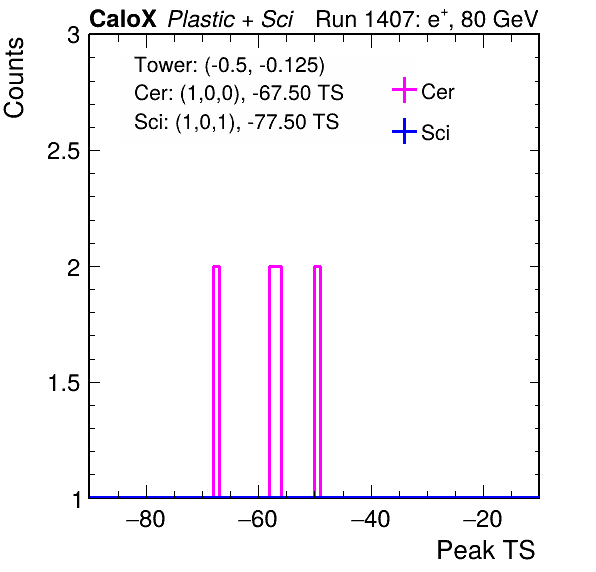 CaloX Plastic + Sci Run 1407: e+, 80 GeV
Counts
3
2.5
2
1.5
1
Tower: (-0.5, -0.125)
Cer: (1,0,0), -67.50 TS
Sci: (1,0,1), -77.50 TS
Cer
Sci
−80 −60 −40 −20
Peak TS